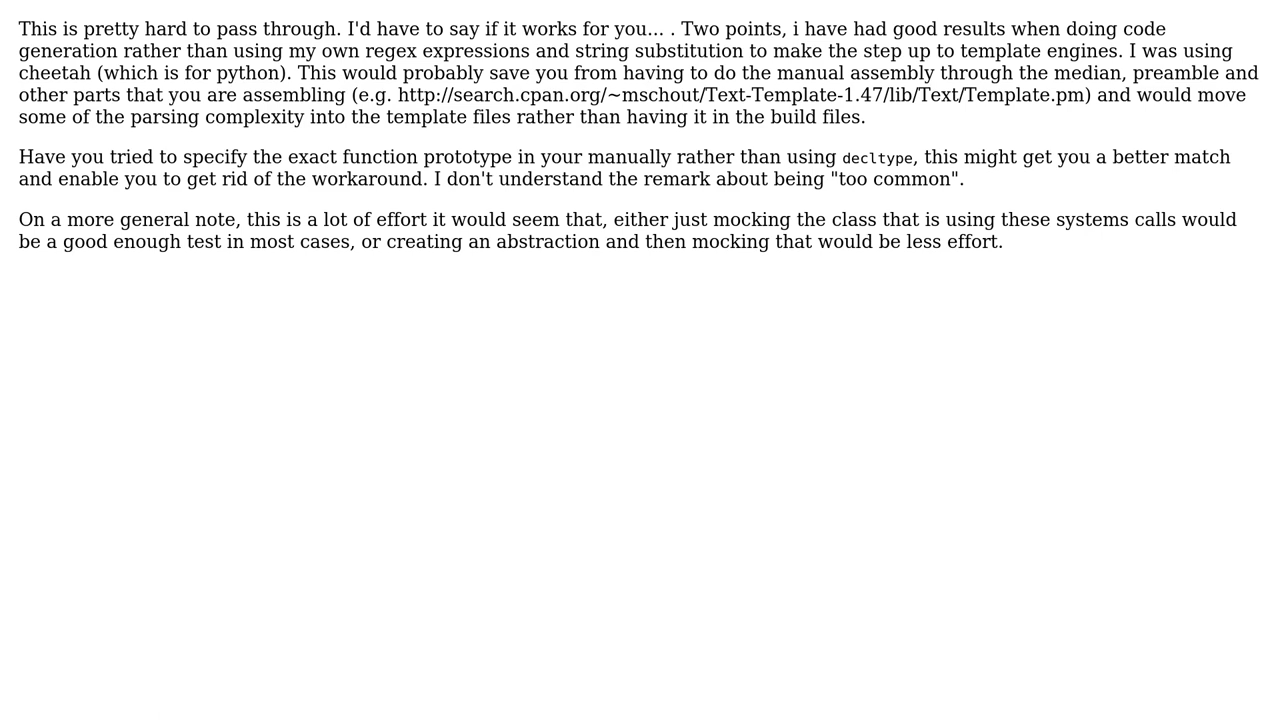 This is pretty hard to pass through. I'd have to say if it works for you... . Two points, i have had good results when doing code
generation rather than using my own regex expressions and string substitution to make the step up to template engines. I was using
cheetah (which is for python). This would probably save you from having to do the manual assembly through the median, preamble and
other parts that you are assembling (e.g. http://search.cpan.org/~mschout/Text-Template-1.47/lib/Text/Template.pm) and would move
some of the parsing complexity into the template files rather than having it in the build files.
Have you tried to specify the exact function prototype in your manually rather than using decltype, this might get you a better match
and enable you to get rid of the workaround. I don't understand the remark about being "too common".
On a more general note, this is a lot of effort it would seem that, either just mocking the class that is using these systems calls would
be a good enough test in most cases, or creating an abstraction and then mocking that would be less effort.